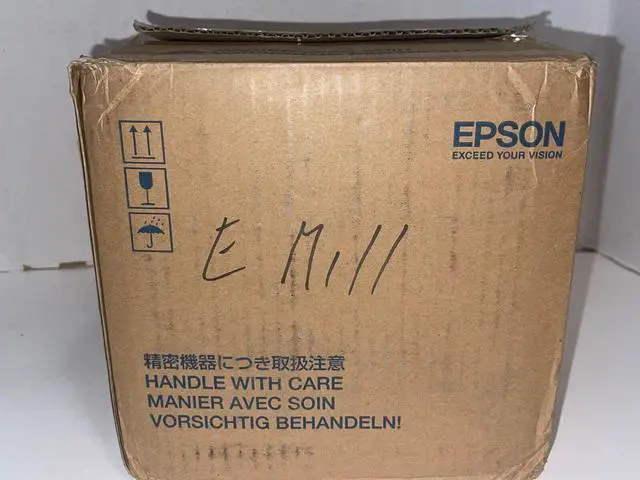 EPSON
EXCEED YOUR VISION
E Mill
精密機器につき取扱注意
HANDLE WITH CARE
MANIER AVEC SOIN
VORSICHTIG BEHANDELN!